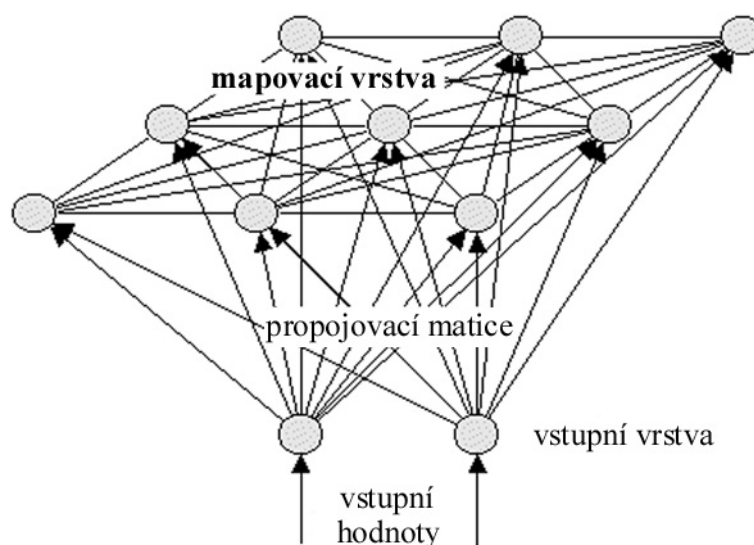 mapovací vrstva
propojovací matice
vstupní vrstva
vstupní
hodnoty